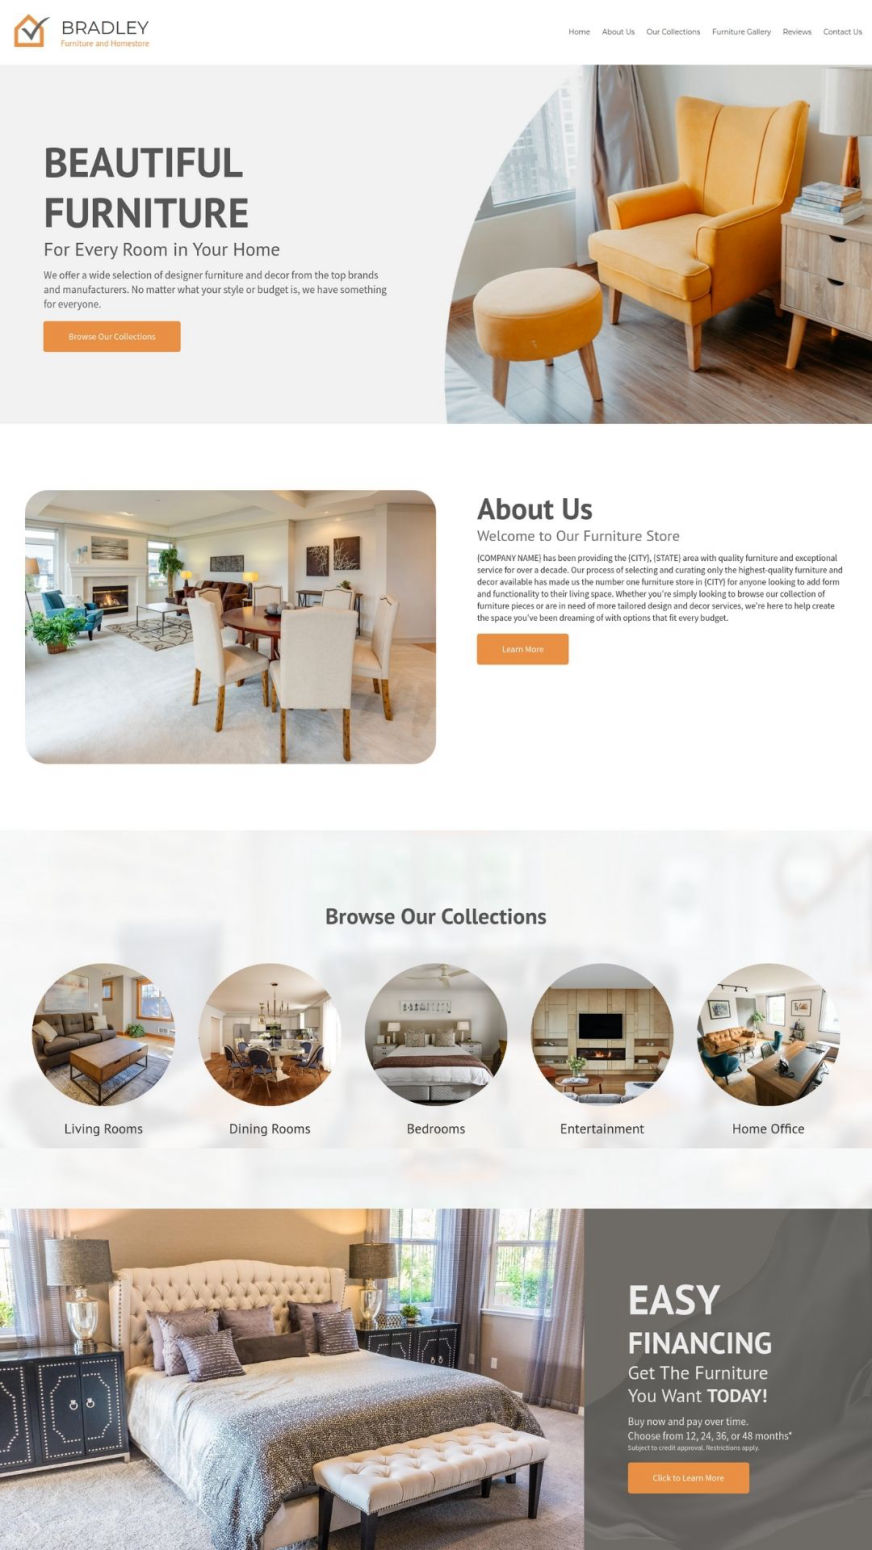 BRADLEY
Furniture and Homestore
Home About Us Our Collections Furniture Gallery Reviews Contact Us
BEAUTIFUL
FURNITURE
For Every Room in Your Home
We offer a wide selection of designer furniture and decor from the top brands
and manufacturers. No matter what your style or budget is, we have something
for everyone.
Browse Our Collections
About Us
Welcome to Our Furniture Store
{COMPANY NAME} has been providing the {CITY}, {STATE} area with quality furniture and exceptional
service for over a decade. Our process of selecting and curating only the highest-quality furniture and
decor available has made us the number one furniture store in {CITY} for anyone looking to add form
and functionality to their living space. Whether you're simply looking to browse our collection of
furniture pieces or are in need of more tailored design and decor services, we're here to help create
the space you've been dreaming of with options that fit every budget.
Learn More
Browse Our Collections
Living Rooms
Dining Rooms
Bedrooms
Entertainment
Home Office
EASY
FINANCING
Get The Furniture
You Want TODAY!
Buy now and pay over time.
Choose from 12, 24, 36, or 48 months*
Subject to credit approval. Restrictions apply.
Click to Learn More